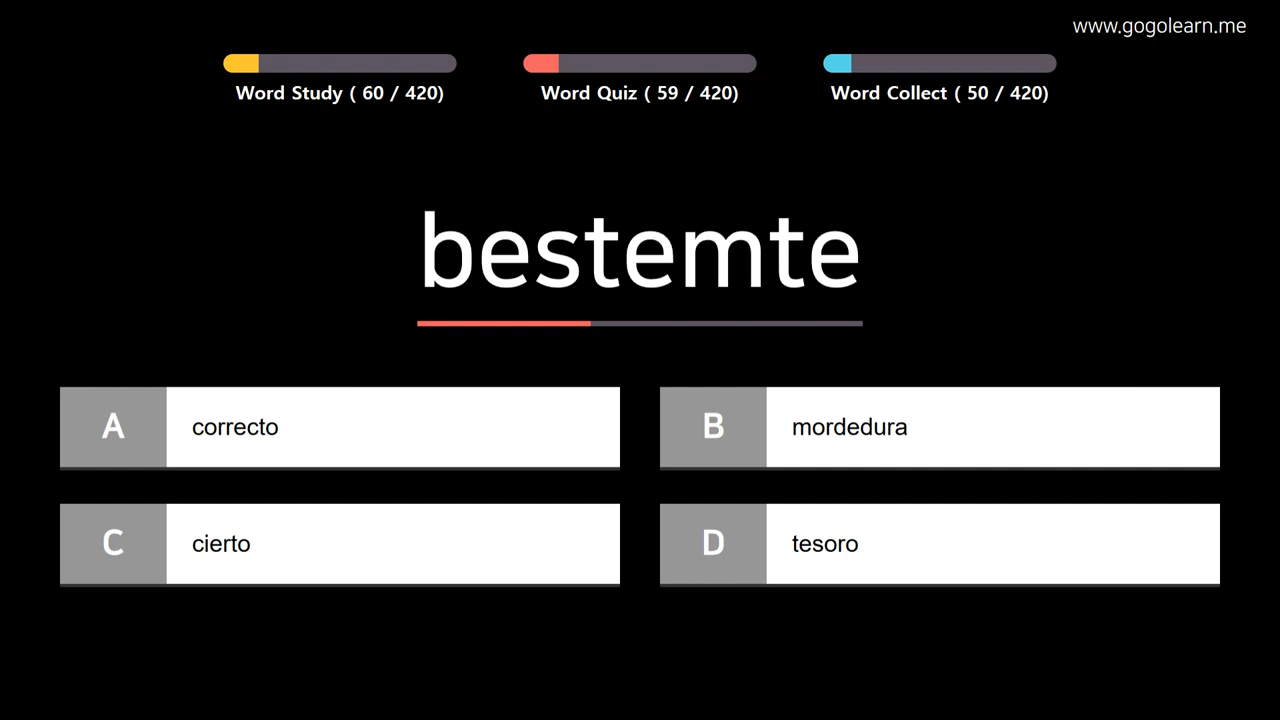 www.gogolearn.me
Word Study ( 60 / 420)
Word Quiz ( 59 / 420)
Word Collect ( 50 / 420)
bestemte
A correcto
B mordedura
C cierto
D tesoro